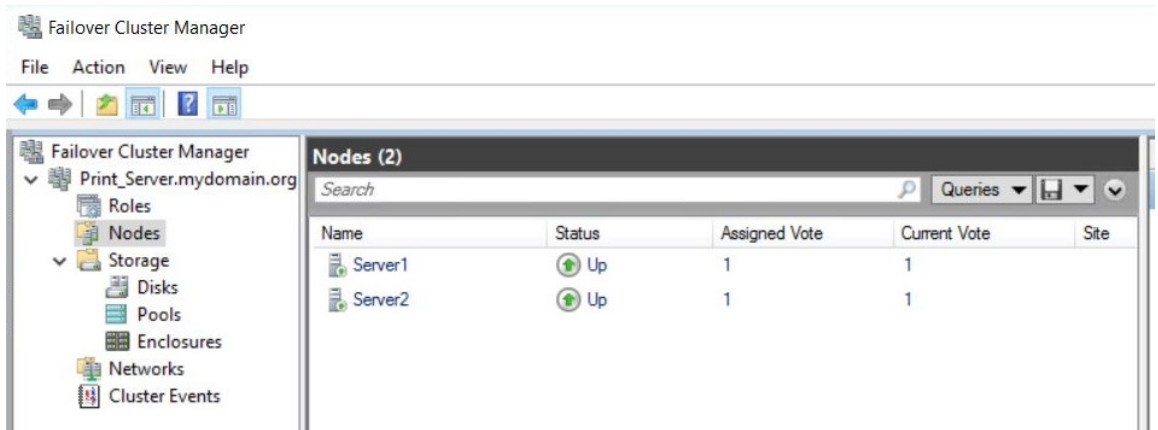 Failover Cluster Manager
File Action View Help
Failover Cluster Manager
Print_Server.mydomain.org
Roles
Nodes
Storage
Disks
Pools
Enclosures
Networks
Cluster Events
Nodes (2)
Search
Queries
Name Status Assigned Vote Current Vote Site
Server1 Up 1 1
Server2 Up 1 1